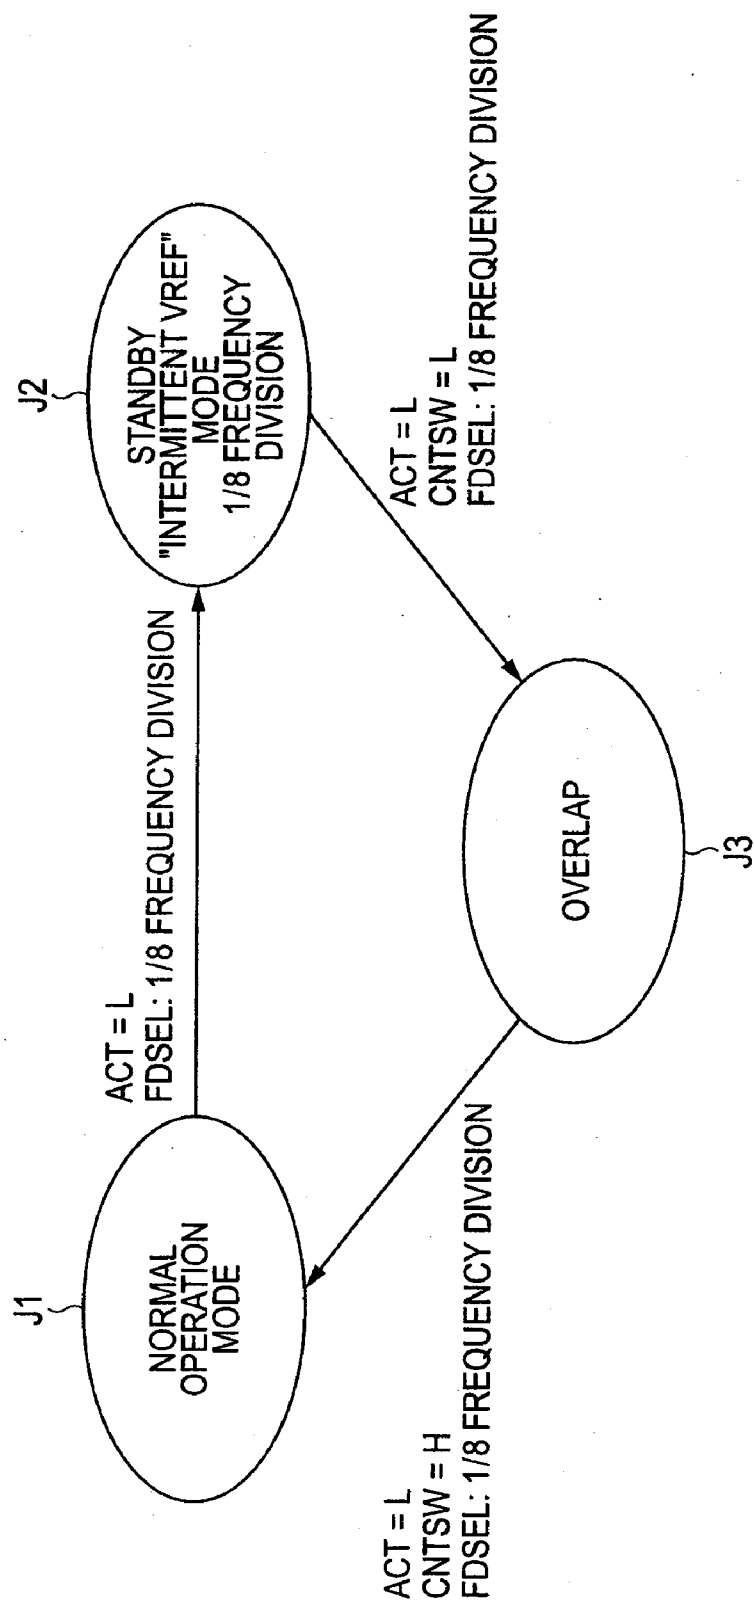 J1
NORMAL
OPERATION
MODE
ACT = L
FDSEL: 1/8 FREQUENCY DIVISION
J2
STANDBY
"INTERMITTENT VREF"
MODE
1/8 FREQUENCY
DIVISION
ACT = L
CNTSW = L
FDSEL: 1/8 FREQUENCY DIVISION
OVERLAP
J3
ACT = L
CNTSW = H
FDSEL: 1/8 FREQUENCY DIVISION